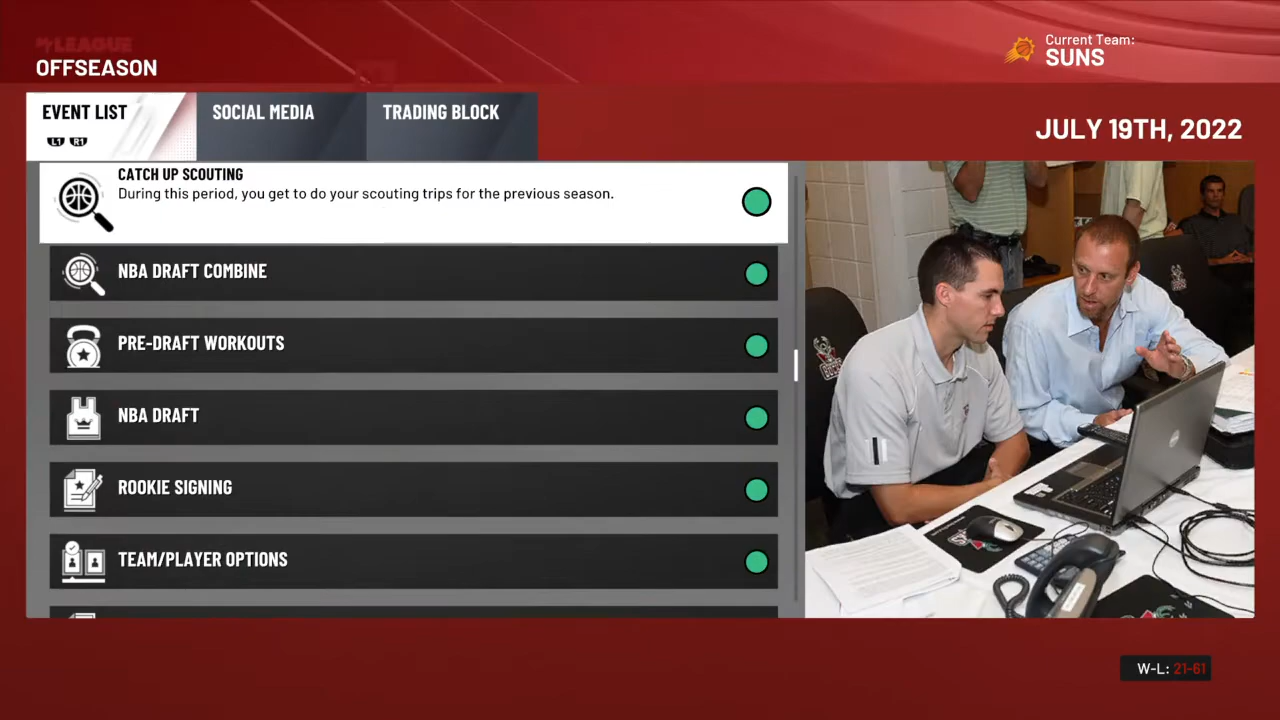 LEAGUE
OFFSEASON
Current Team:
SUNS
EVENT LIST
SOCIAL MEDIA
TRADING BLOCK
L1 R1
JULY 19TH, 2022
CATCH UP SCOUTING
During this period, you get to do your scouting trips for the previous season.
NBA DRAFT COMBINE
PRE-DRAFT WORKOUTS
NBA DRAFT
ROOKIE SIGNING
TEAM/PLAYER OPTIONS
W-L: 21-61